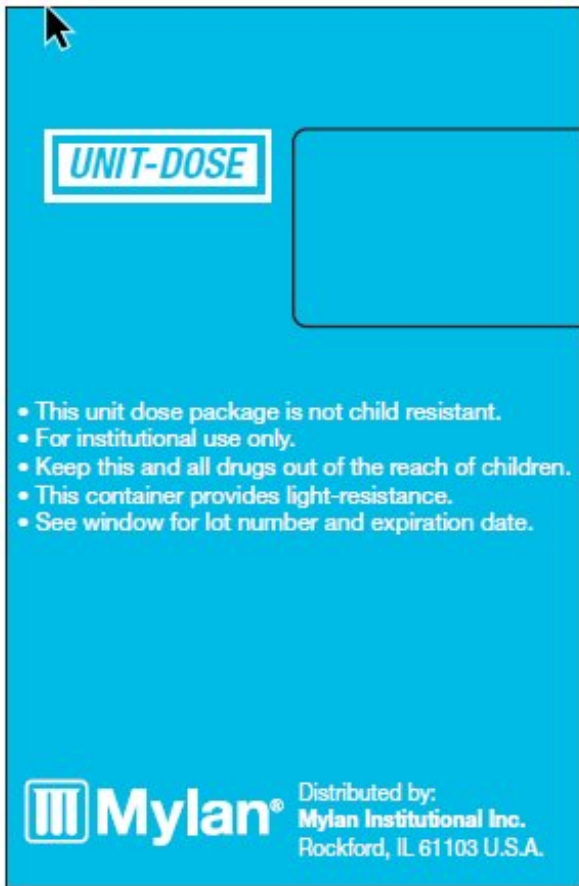 UNIT-DOSE
• This unit dose package is not child resistant.
• For institutional use only.
• Keep this and all drugs out of the reach of children.
• This container provides light-resistance.
• See window for lot number and expiration date.
Mylan®
Distributed by:
Mylan Institutional Inc.
Rockford, IL 61103 U.S.A.